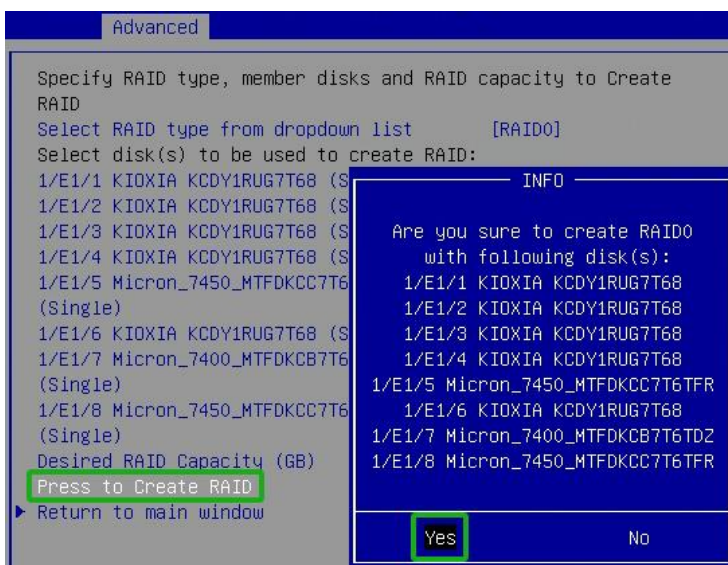 Advanced
Specify RAID type, member disks and RAID capacity to Create
RAID
Select RAID type from dropdown list [RAID0]
Select disk(s) to be used to create RAID:
1/E1/1 KIOXIA KCDY1RUG7T68 (S
1/E1/2 KIOXIA KCDY1RUG7T68 (S
1/E1/3 KIOXIA KCDY1RUG7T68 (S
1/E1/4 KIOXIA KCDY1RUG7T68 (S
1/E1/5 Micron_7450_MTFDKCC7T6
(Single)
1/E1/6 KIOXIA KCDY1RUG7T68 (S
1/E1/7 Micron_7400_MTFDKCB7T6
(Single)
1/E1/8 Micron_7450_MTFDKCC7T6
(Single)
Desired RAID Capacity (GB)
Press to Create RAID
Return to main window
INFO
Are you sure to create RAID0
with following disk(s):
1/E1/1 KIOXIA KCDY1RUG7T68
1/E1/2 KIOXIA KCDY1RUG7T68
1/E1/3 KIOXIA KCDY1RUG7T68
1/E1/4 KIOXIA KCDY1RUG7T68
1/E1/5 Micron_7450_MTFDKCC7T6TFR
1/E1/6 KIOXIA KCDY1RUG7T68
1/E1/7 Micron_7400_MTFDKCB7T6TDZ
1/E1/8 Micron_7450_MTFDKCC7T6TFR
Yes No